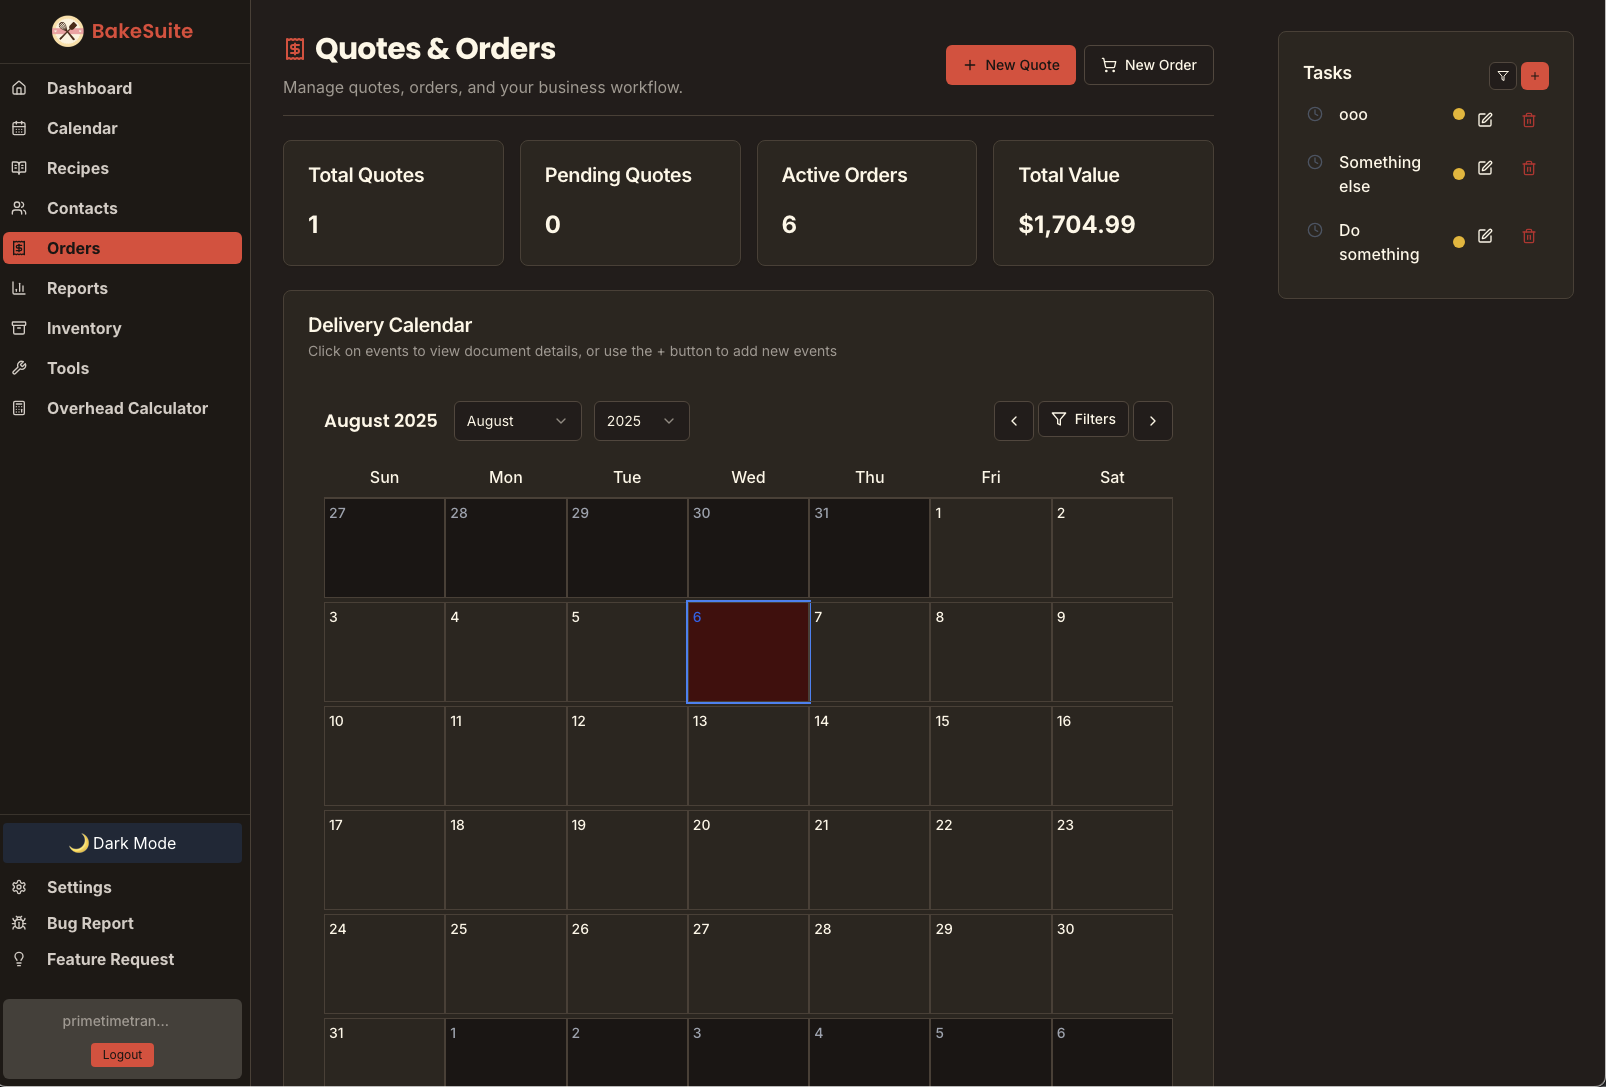 BakeSuite
Dashboard
Calendar
Recipes
Contacts
Orders
Reports
Inventory
Tools
Overhead Calculator
🌙 Dark Mode
Settings
Bug Report
Feature Request
primetimetran...
Logout
Quotes & Orders
Manage quotes, orders, and your business workflow.
+ New Quote
New Order
Total Quotes
1
Pending Quotes
0
Active Orders
6
Total Value
$1,704.99
Delivery Calendar
Click on events to view document details, or use the + button to add new events
August 2025 August 2025 Filters
Sun Mon Tue Wed Thu Fri Sat
27 28 29 30 31 1 2
3 4 5 6 7 8 9
10 11 12 13 14 15 16
17 18 19 20 21 22 23
24 25 26 27 28 29 30
31 1 2 3 4 5 6
Tasks
ooo
Something
else
Do
something